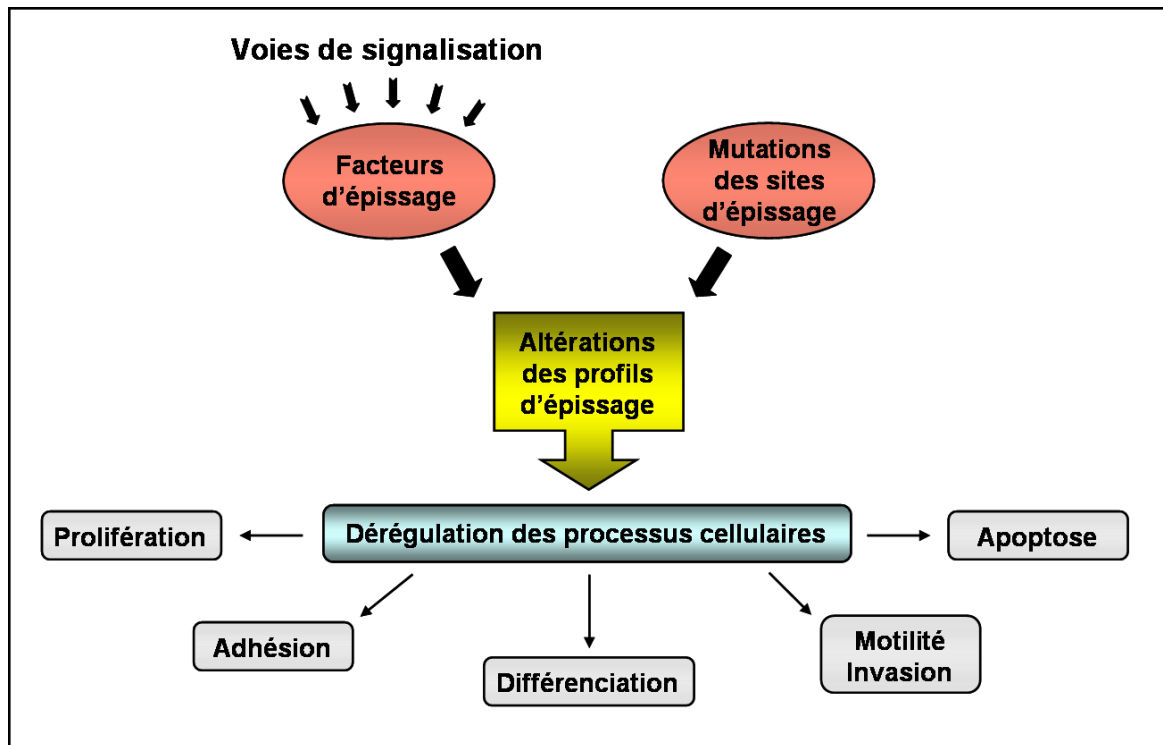 Voies de signalisation
Facteurs
d’épissage
Mutations
des sites
d’épissage
Altérations
des profils
d’épissage
Dérégulation des processus cellulaires
Prolifération
Apoptose
Adhésion
Différenciation
Motilité
Invasion